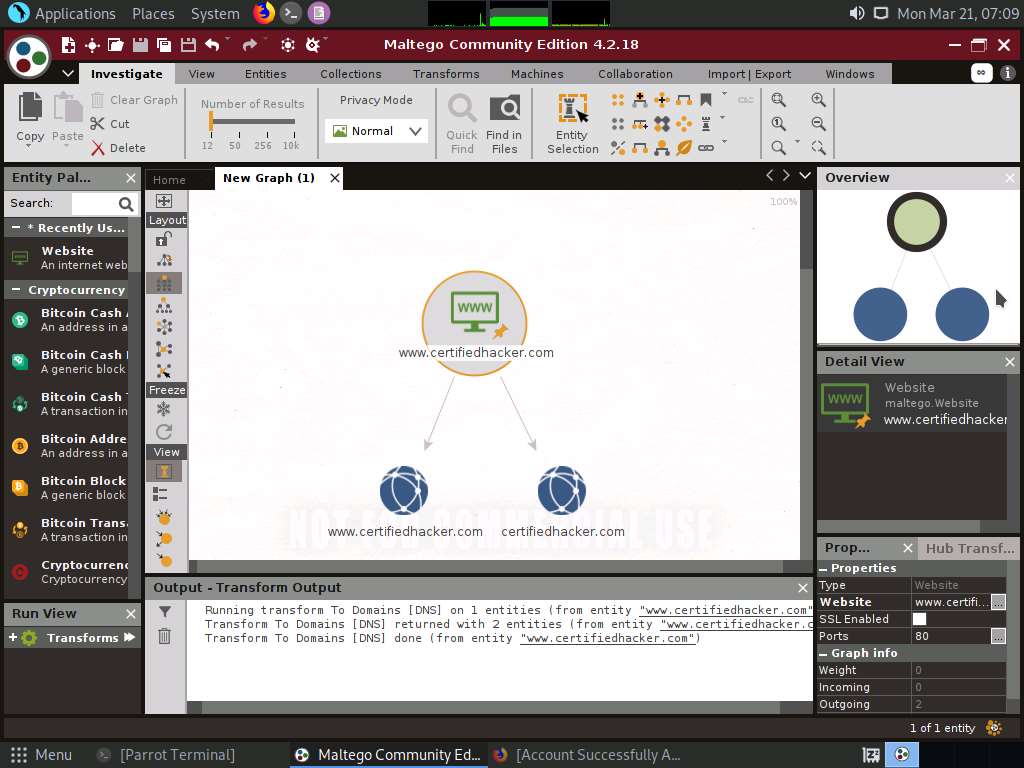 Applications Places System Mon Mar 21, 07:09
Maltego Community Edition 4.2.18
Investigate View Entities Collections Transforms Machines Collaboration Import | Export Windows
Copy Paste Clear Graph
Cut
Delete
Number of Results
12 50 256 10k
Privacy Mode
Normal
Quick Find
Find in Files
Entity Selection
Entity Pal...
Search:
* Recently Us...
Website
An internet web
Cryptocurrency
Bitcoin Cash A
An address in a
Bitcoin Cash
A generic block
Bitcoin Cash T
A transaction in
Bitcoin Addre
An address in a
Bitcoin Block
A generic block
Bitcoin Trans
A transaction in
Cryptocurren
Cryptocurrency
Run View
+ Transforms
Home New Graph (1)
Layout
Freeze
View
100%
WWW
www.certifiedhacker.com
www.certifiedhacker.com certifiedhacker.com
NOT FOR COMMERCIAL USE
Output - Transform Output
Running transform To Domains [DNS] on 1 entities (from entity "www.certifiedhacker.com"
Transform To Domains [DNS] returned with 2 entities (from entity "www.certifiedhacker.c
Transform To Domains [DNS] done (from entity "www.certifiedhacker.com")
Overview
Detail View
WWW
Website
maltego.Website
www.certifiedhacker
Prop... Hub Transf...
Properties
Type Website
Website www.certifi... ...
SSL Enabled
Ports 80 ...
Graph info
Weight 0
Incoming 0
Outgoing 2
1 of 1 entity
Menu [Parrot Terminal] Maltego Community Ed... [Account Successfully A...